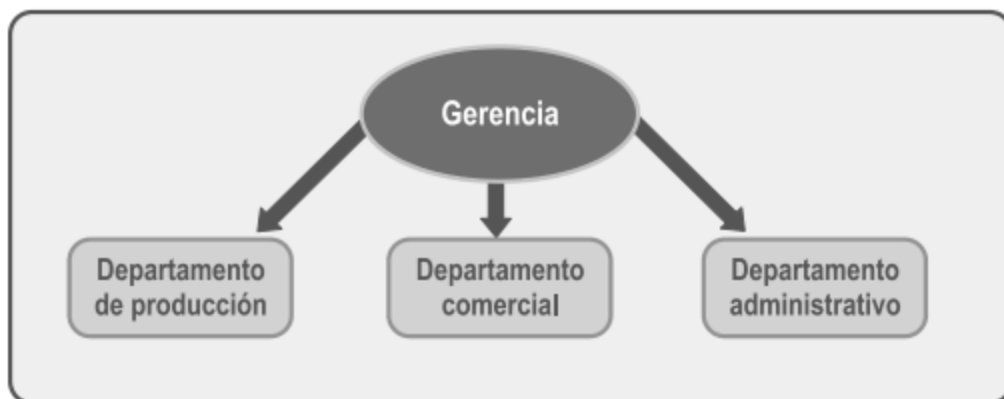 Gerencia
Departamento
de producción
Departamento
comercial
Departamento
administrativo